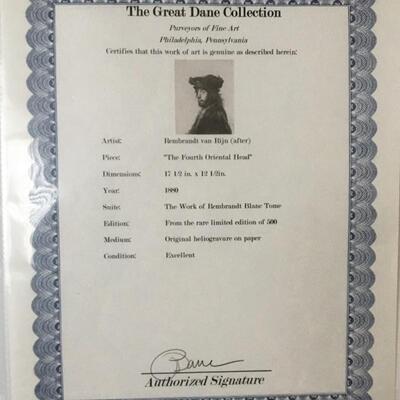 The Great Dane Collection
Purveyors of Fine Art
Philadelphia, Pennsylvania
Certifies that this work of art is genuine as described herein:
Artist: Rembrandt van Rijn (after)
Piece: "The Fourth Oriental Head"
Dimensions: 17 1/2 in. x 12 1/2in.
Year: 1880
Suite: The Work of Rembrandt Blanc Tome
Edition: From the rare limited edition of 500
Medium: Original heliogravure on paper
Condition: Excellent
Authorized Signature